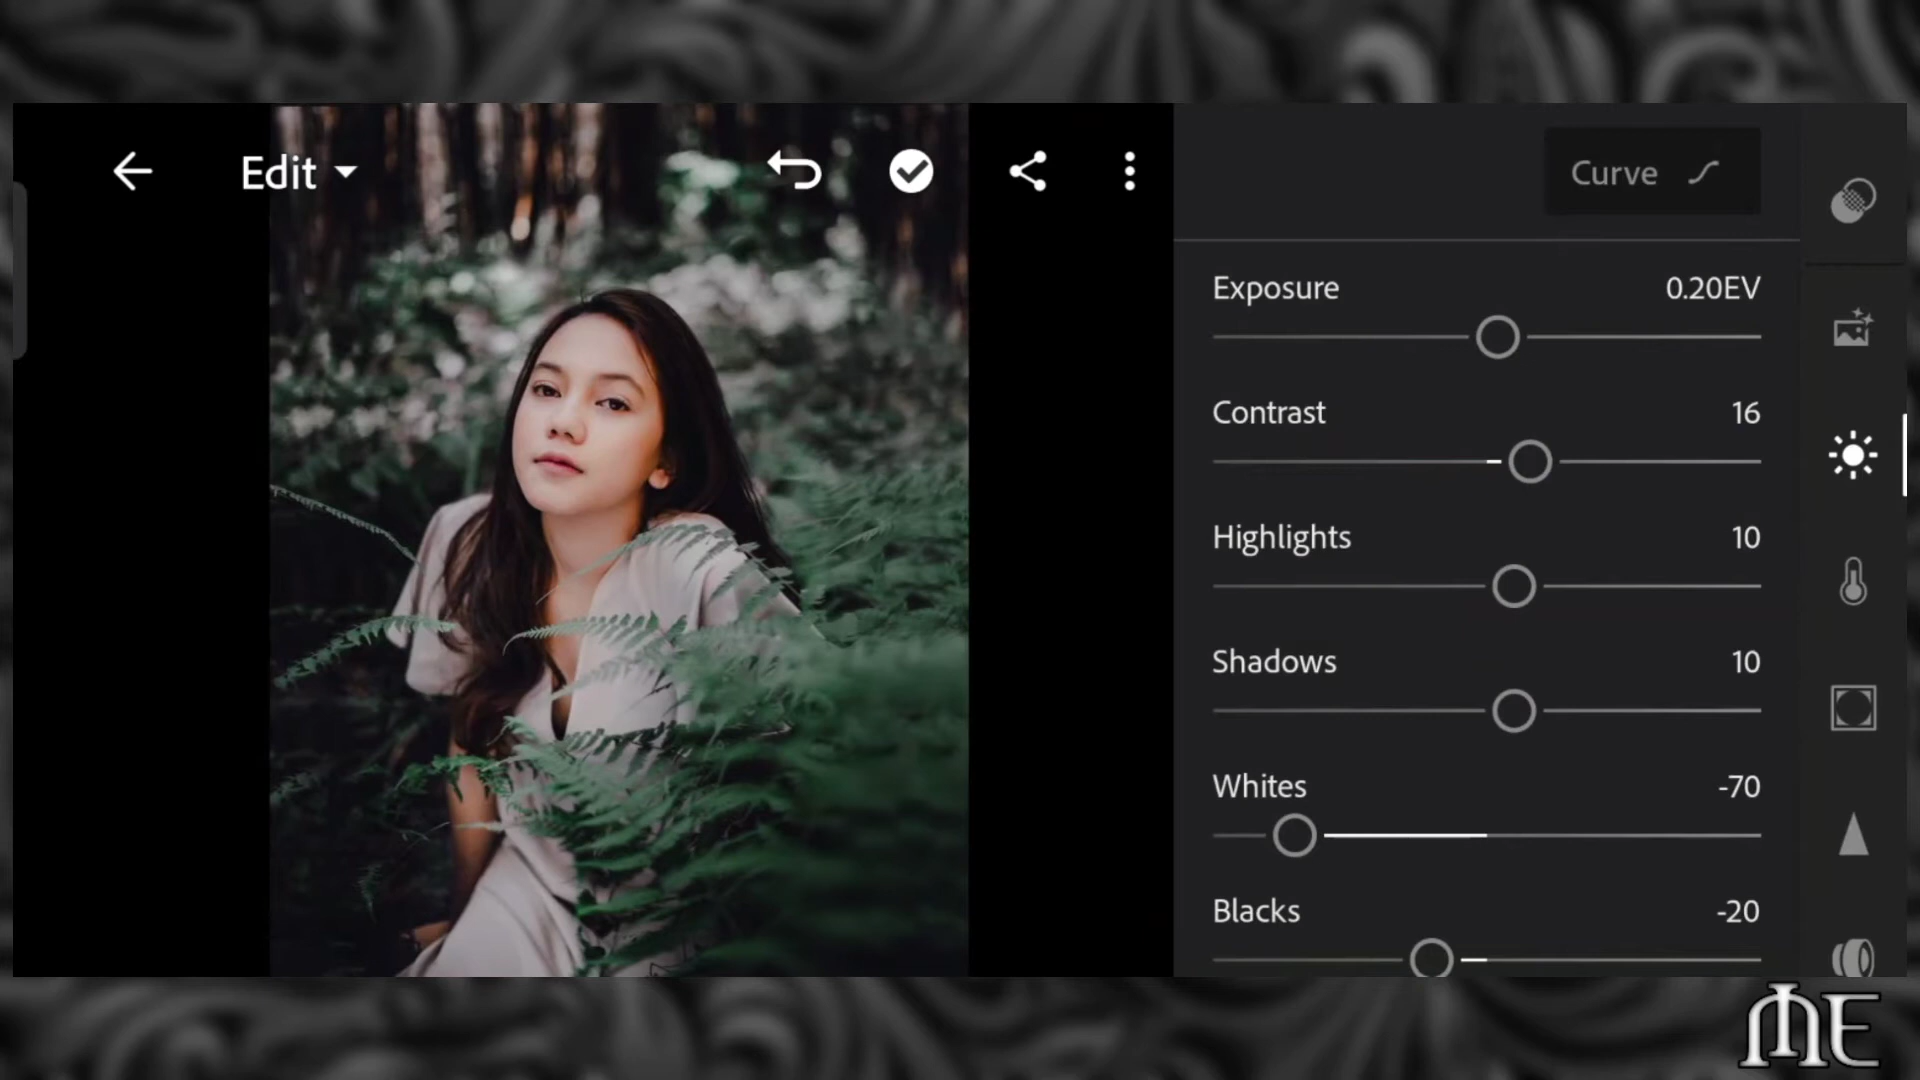 Edit
Curve
Exposure 0.20EV
Contrast 16
Highlights 10
Shadows 10
Whites -70
Blacks -20
ME